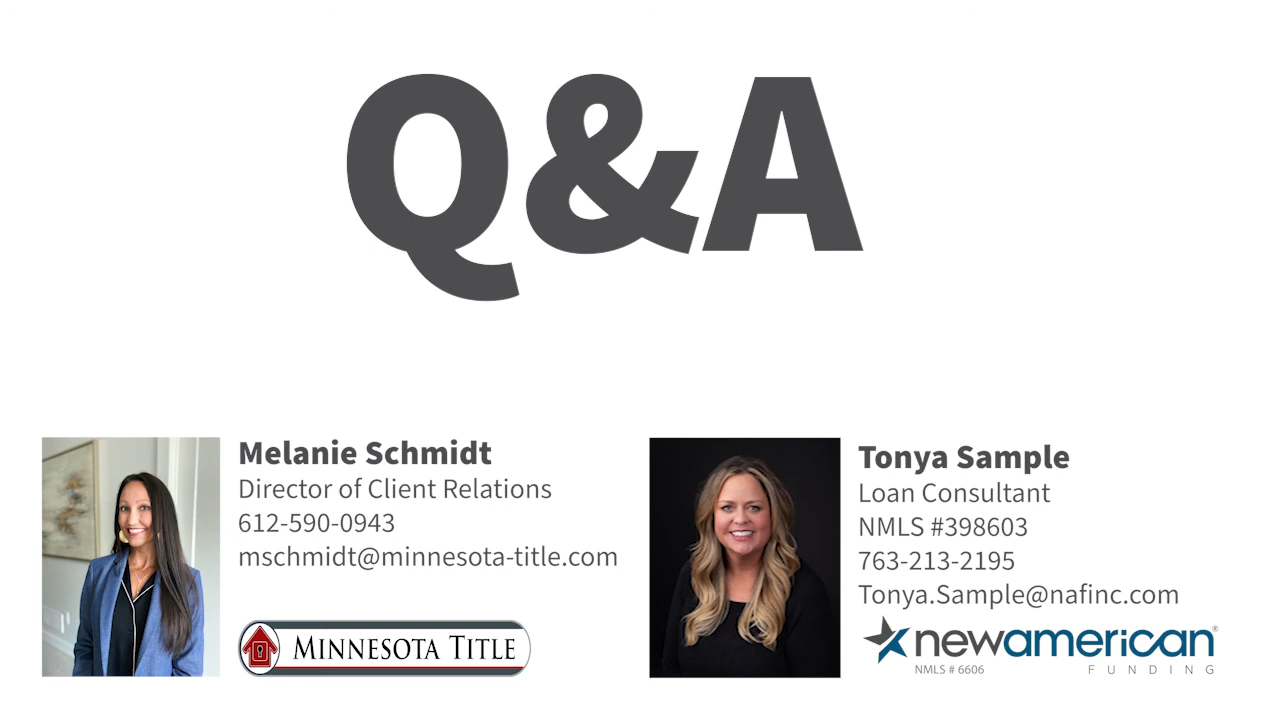 Q&A
Melanie Schmidt
Director of Client Relations
612-590-0943
mschmidt@minnesota-title.com
MINNESOTA TITLE
Tonya Sample
Loan Consultant
NMLS #398603
763-213-2195
Tonya.Sample@nafinc.com
newamerican®
NMLS # 6606 FUNDING